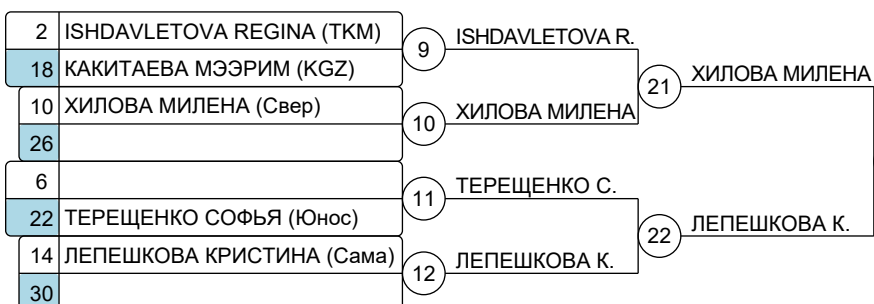 2 ISHDAVLETOVA REGINA (TKM)
18 КАКИТАЕВА МЭЭРИМ (KGZ)
10 ХИЛОВА МИЛЕНА (Свер)
26
6
22 ТЕРЕЩЕНКО СОФЬЯ (Юнос)
14 ЛЕПЕШКОВА КРИСТИНА (Сама)
30
9 ISHDAVLETOVA R.
10 ХИЛОВА МИЛЕНА
11 ТЕРЕЩЕНКО С.
12 ЛЕПЕШКОВА К.
21 ХИЛОВА МИЛЕНА
22 ЛЕПЕШКОВА К.